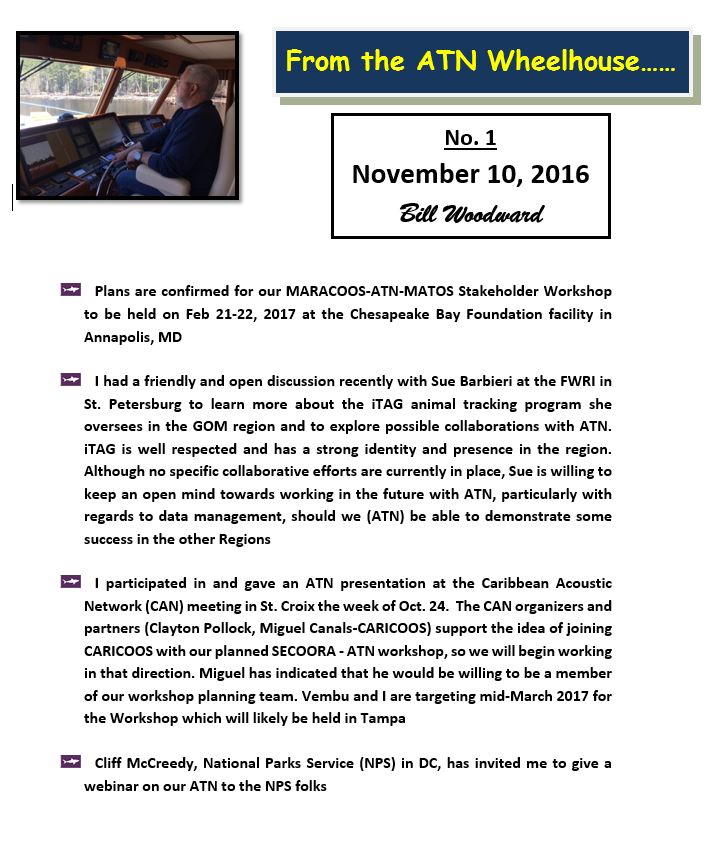 From the ATN Wheelhouse……
No. 1
November 10, 2016
Bill Woodward
Plans are confirmed for our MARACOOS-ATN-MATOS Stakeholder Workshop
to be held on Feb 21-22, 2017 at the Chesapeake Bay Foundation facility in
Annapolis, MD
I had a friendly and open discussion recently with Sue Barbieri at the FWRI in
St. Petersburg to learn more about the iTAG animal tracking program she
oversees in the GOM region and to explore possible collaborations with ATN.
iTAG is well respected and has a strong identity and presence in the region.
Although no specific collaborative efforts are currently in place, Sue is willing to
keep an open mind towards working in the future with ATN, particularly with
regards to data management, should we (ATN) be able to demonstrate some
success in the other Regions
I participated in and gave an ATN presentation at the Caribbean Acoustic
Network (CAN) meeting in St. Croix the week of Oct. 24. The CAN organizers and
partners (Clayton Pollock, Miguel Canals-CARICOOS) support the idea of joining
CARICOOS with our planned SECOORA - ATN workshop, so we will begin working
in that direction. Miguel has indicated that he would be willing to be a member
of our workshop planning team. Vembu and I are targeting mid-March 2017 for
the Workshop which will likely be held in Tampa
Cliff McCreedy, National Parks Service (NPS) in DC, has invited me to give a
webinar on our ATN to the NPS folks